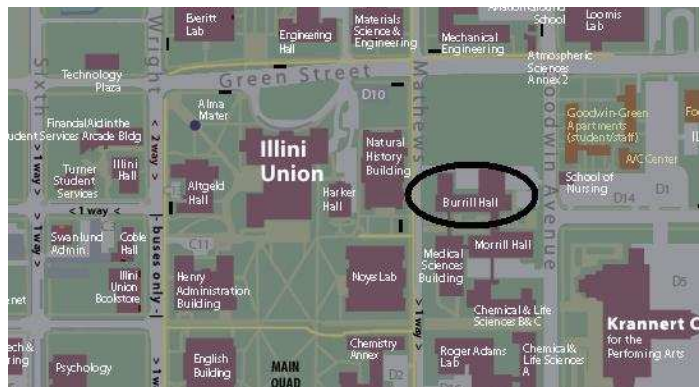 Everitt
Lab
Engineering
Hall
Materials
Science &
Engineering
Mechanical
Engineering
School
Loomis
Lab
Atmospheric
Sciences
Annex 2
Wright
Sixth
Green Street
Mathews
Goodwin Avenue
Technology
Plaza
D10
Alma
Mater
Financial Aid in the
Services Arcade Bldg
Turner
Student
Services
Illini
Hall
< 2 way >
> 1 way >
Illini
Union
Natural
History
Building
Altgeld
Hall
Harker
Hall
Burrill Hall
Goodwin-Green
Apartments
(student/staff)
A/C Center
School of
Nursing
D1
D14
< 1 way <
Swanlund
Admin
Coble
Hall
- buses only -
> 1 way >
C11
Illini
Union
Bookstore
Henry
Administration
Building
Noyes Lab
Medical
Sciences
Building
Morrill Hall
D5
> 1 way >
Chemical & Life
Sciences B & C
Krannert C
for the
Performing Arts
Psychology
> 1
English
Building
MAIN
QUAD
Chemistry
Annex
D2
Roger Adams
Lab
Chemical &
Life Sciences
A